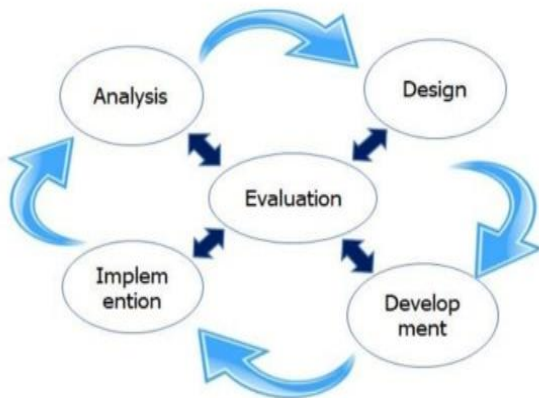 Analysis
Design
Evaluation
Implem
ention
Develop
ment